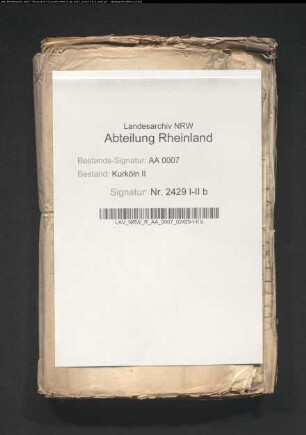 Landesarchiv NRW
Abteilung Rheinland
Bestands-Signatur: AA 0007
Bestand: Kurköln II
Signatur: Nr. 2429 I-II b
LAV_NRW_R_AA_0007_02429-I-II b